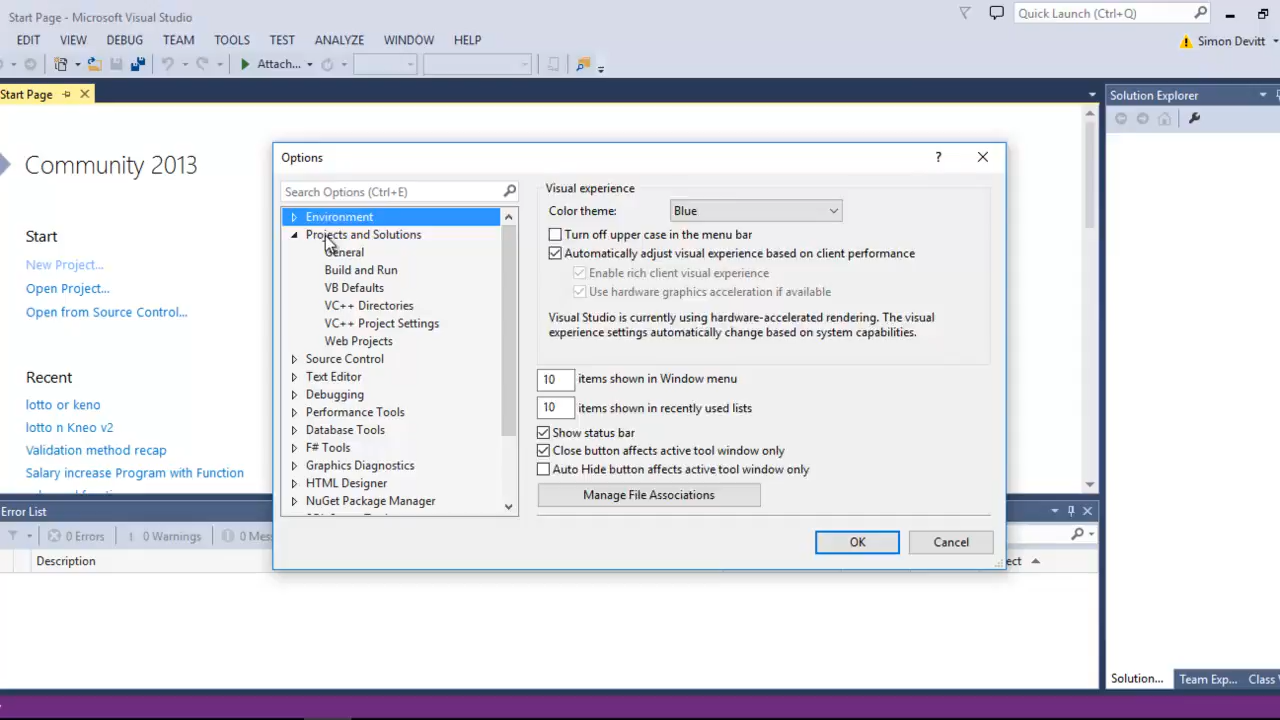 Start Page - Microsoft Visual Studio
Quick Launch (Ctrl+Q)
EDIT VIEW DEBUG TEAM TOOLS TEST ANALYZE WINDOW HELP
Simon Devitt
Attach...
Start Page
Solution Explorer
Community 2013
Start
New Project...
Open Project...
Open from Source Control...
Recent
lotto or keno
lotto n Kneo v2
Validation method recap
Salary increase Program with Function
Options
?
Search Options (Ctrl+E)
Environment
Projects and Solutions
General
Build and Run
VB Defaults
VC++ Directories
VC++ Project Settings
Web Projects
Source Control
Text Editor
Debugging
Performance Tools
Database Tools
F# Tools
Graphics Diagnostics
HTML Designer
NuGet Package Manager
Visual experience
Color theme: Blue
Turn off upper case in the menu bar
Automatically adjust visual experience based on client performance
Enable rich client visual experience
Use hardware graphics acceleration if available
Visual Studio is currently using hardware-accelerated rendering. The visual
experience settings automatically change based on system capabilities.
10 items shown in Window menu
10 items shown in recently used lists
Show status bar
Close button affects active tool window only
Auto Hide button affects active tool window only
Manage File Associations
OK Cancel
Error List
0 Errors 0 Warnings 0 Mess
Description
ect
Solution... Team Exp... Class